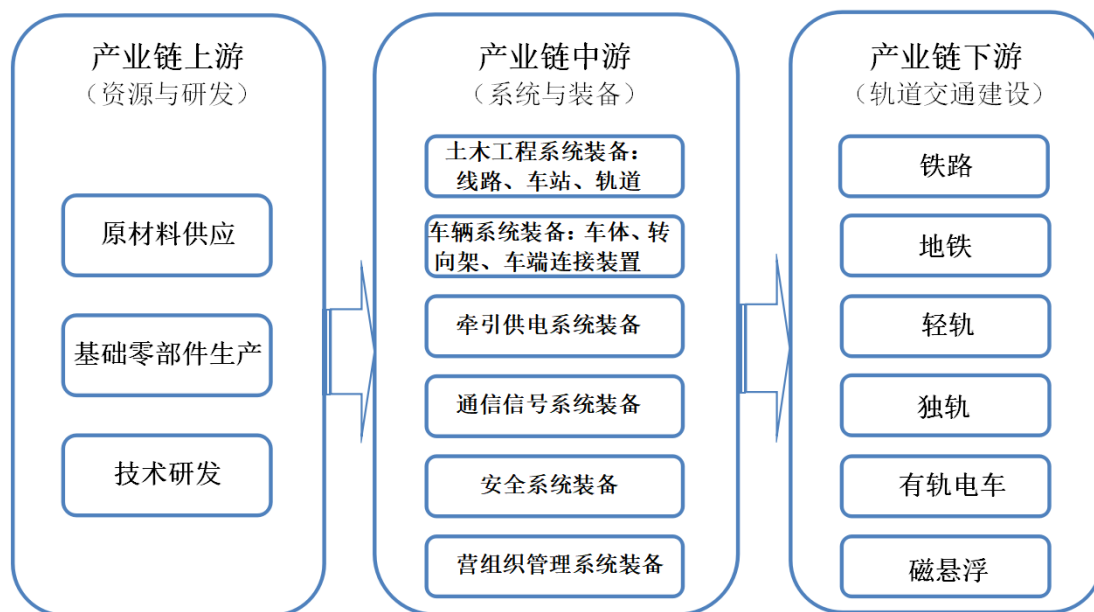 产业链上游
（资源与研发）
原材料供应
基础零部件生产
技术研发
产业链中游
（系统与装备）
土木工程系统装备：
线路、车站、轨道
车辆系统装备：车体、转
向架、车端连接装置
牵引供电系统装备
通信信号系统装备
安全系统装备
营组织管理系统装备
产业链下游
（轨道交通建设）
铁路
地铁
轻轨
独轨
有轨电车
磁悬浮